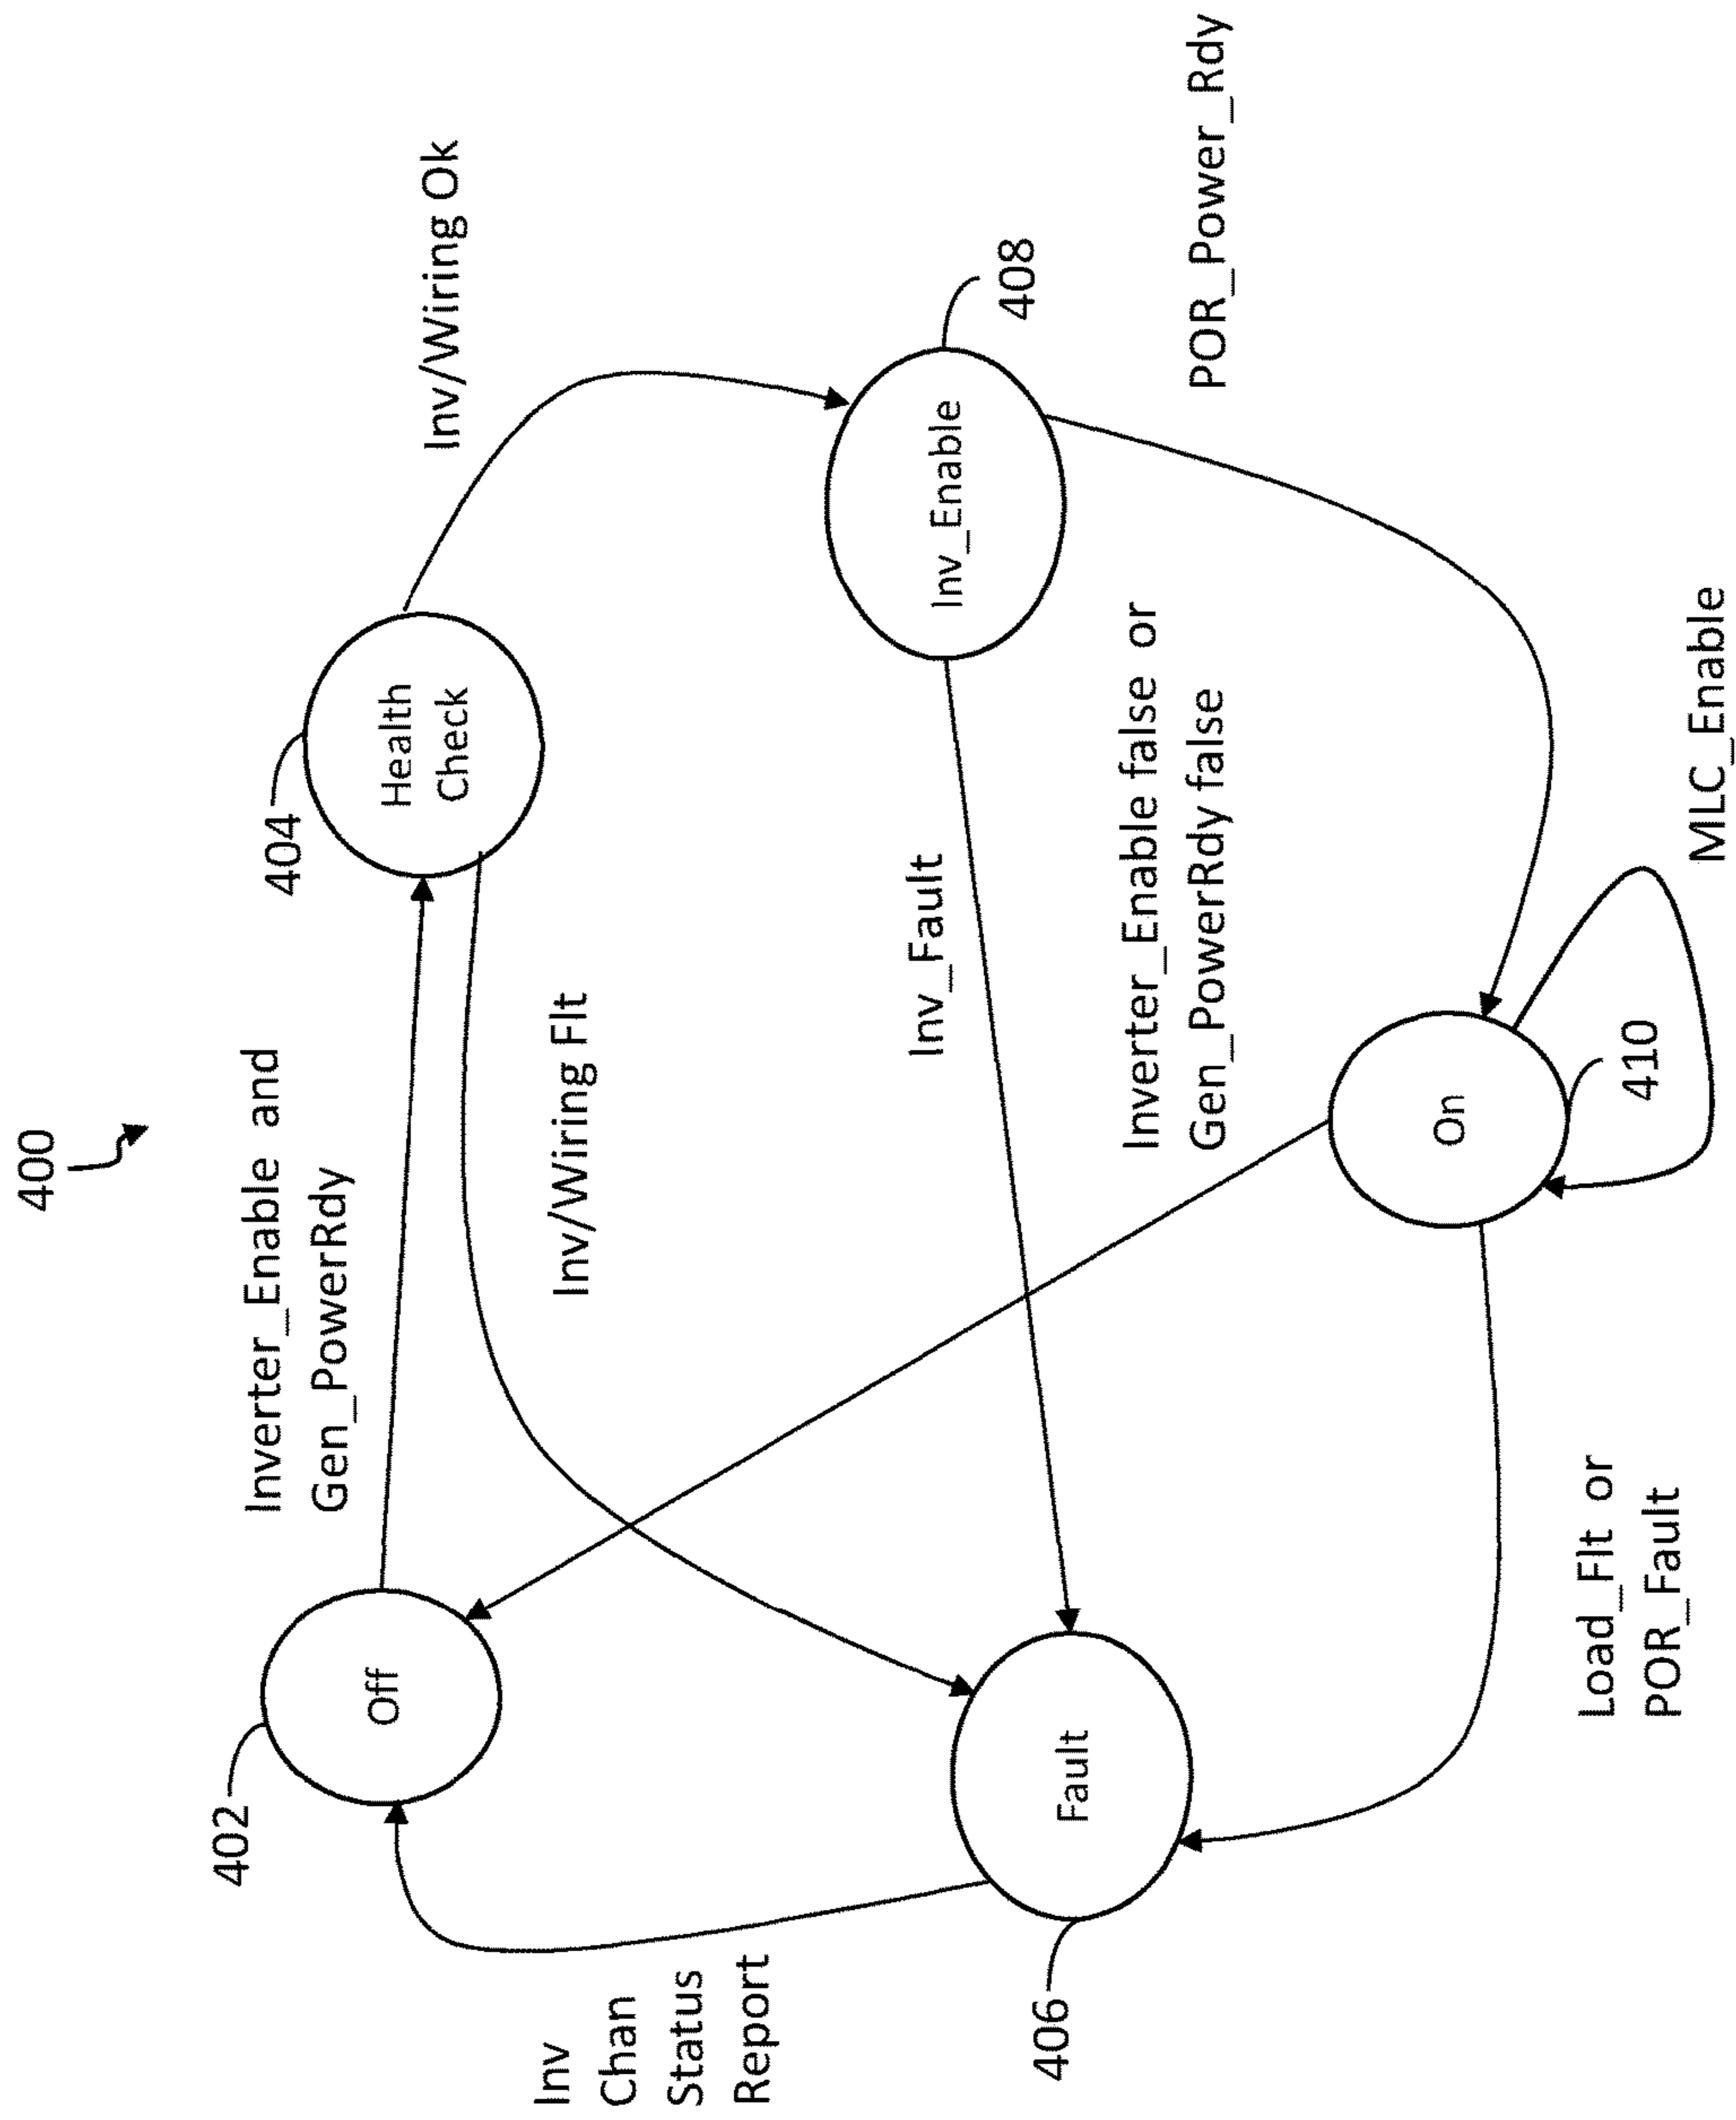 400
Inverter_Enable and
Gen_PowerRdy
402
Off
404
Health
Check
Inv/Wiring Ok
Inv/Wiring Flt
Inv
Chan
Status
Report
Inv_Fault
Inv_Enable
408
406
Fault
Inverter_Enable false or
Gen_PowerRdy false
POR_Power_Rdy
On
410
Load_Flt or
POR_Fault
MLC_Enable